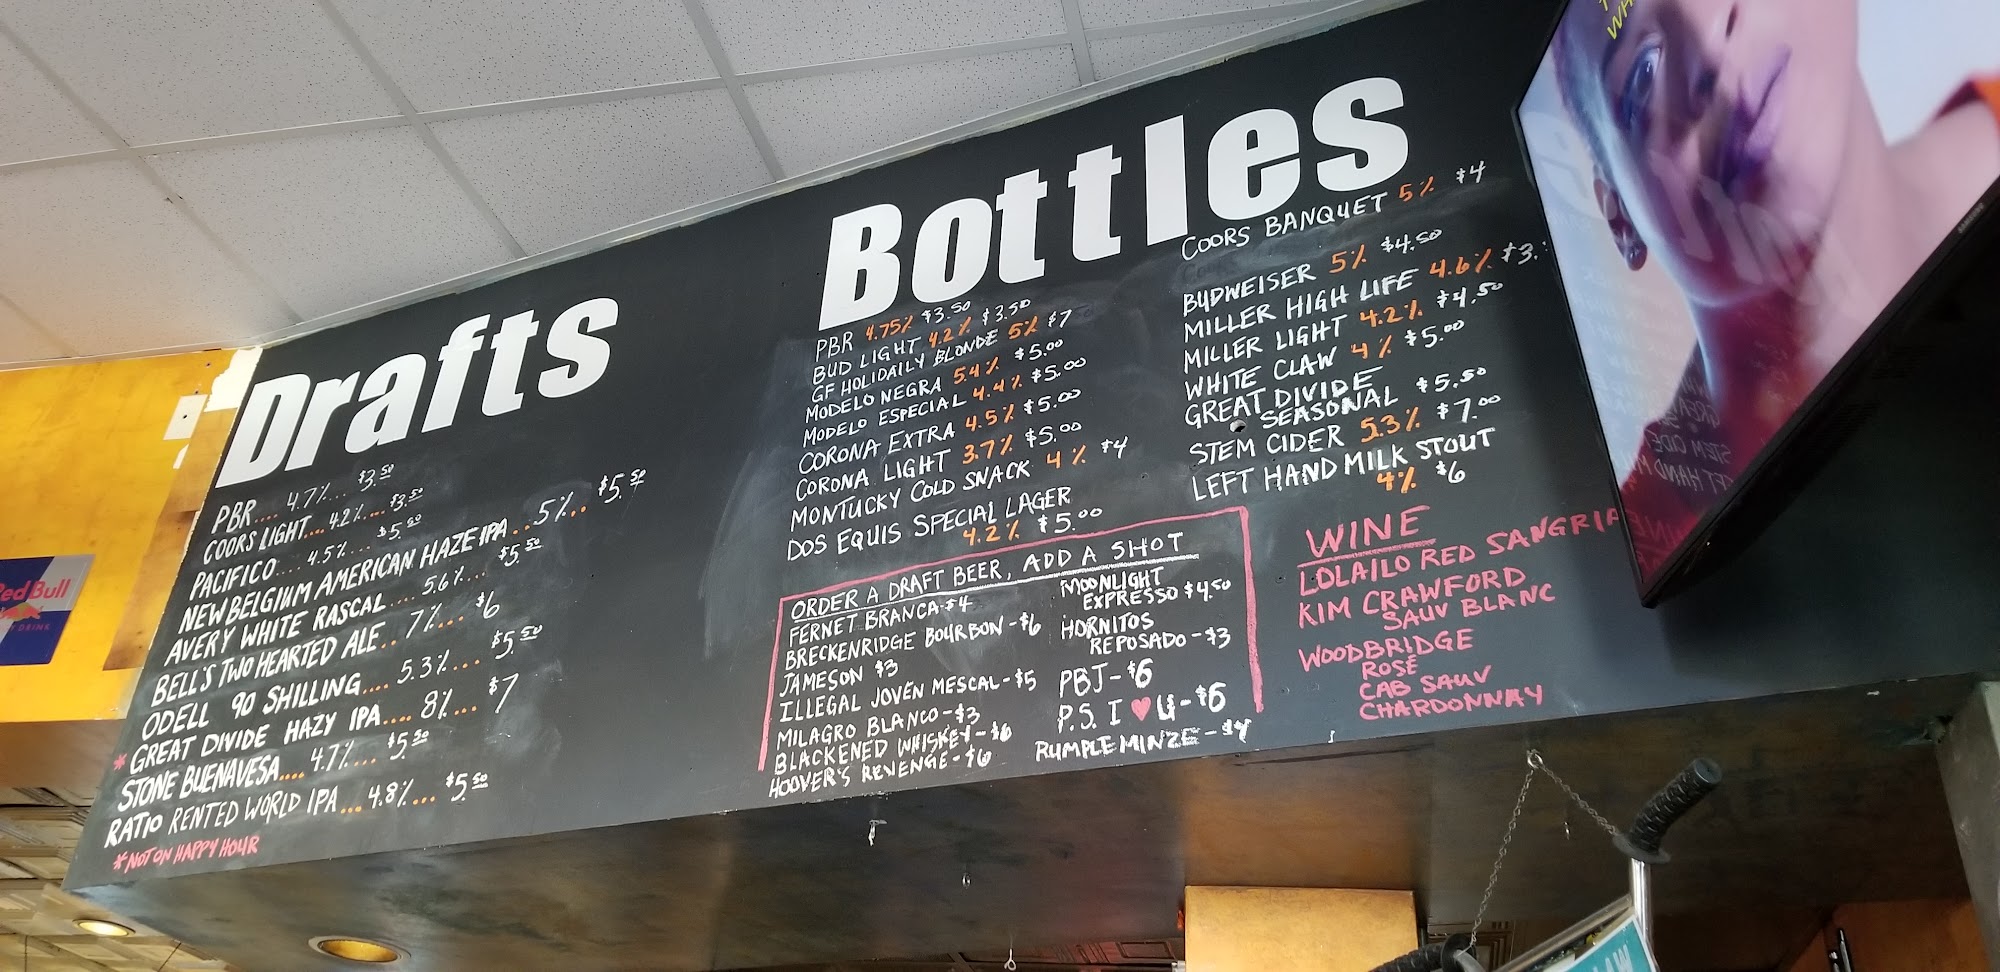 Drafts
PBR.... 4.7%... $3.50
COORS LIGHT.... 4.2%.... $3.50
PACIFICO.... 4.5%.... $5.50
NEW BELGIUM AMERICAN HAZE IPA.. 5%.. $5.50
AVERY WHITE RASCAL.... 5.6%.... $5.50
BELL'S TWO HEARTED ALE.. 7%... $6
ODELL 90 SHILLING.... 5.3%... $5.50
*GREAT DIVIDE HAZY IPA.... 8%... $7
STONE BUENAVESA.... 4.7%... $5.50
RATIO RENTED WORLD IPA... 4.8%... $5.50
*NOT ON HAPPY HOUR
Bottles
PBR 4.75% $3.50
BUD LIGHT 4.2% $3.50
GF HOLIDAILY BLONDE 5% $7
MODELO NEGRA 5.4% $5.00
MODELO ESPECIAL 4.4% $5.00
CORONA EXTRA 4.5% $5.00
CORONA LIGHT 3.7% $5.00
MONTUCKY COLD SNACK 4% $4
DOS EQUIS SPECIAL LAGER
4.2% $5.00
COORS BANQUET 5% $4
BUDWEISER 5% $4.50
MILLER HIGH LIFE 4.6% $3.
MILLER LIGHT 4.2% $4.50
WHITE CLAW 4% $5.00
GREAT DIVIDE
SEASONAL $5.50
STEM CIDER 5.3% $7.00
LEFT HAND MILK STOUT
4% $6
ORDER A DRAFT BEER, ADD A SHOT
FERNET BRANCA-$4
BRECKENRIDGE BOURBON-$6
JAMESON $3
ILLEGAL JOVEN MESCAL-$5
MILAGRO BLANCO-$3
BLACKENED WHISKEY-$6
HOOVER'S REVENGE-$6
MOONLIGHT
EXPRESSO $4.50
HORNITOS
REPOSADO-$3
PBJ-$6
P.S. I ♥ U-$6
RUMPLE MINZE-$4
WINE
LOLAILO RED SANGRIA
KIM CRAWFORD
SAUV BLANC
WOODBRIDGE
ROSÉ
CAB SAUV
CHARDONNAY
Red Bull
DRINK
SAMSUNG